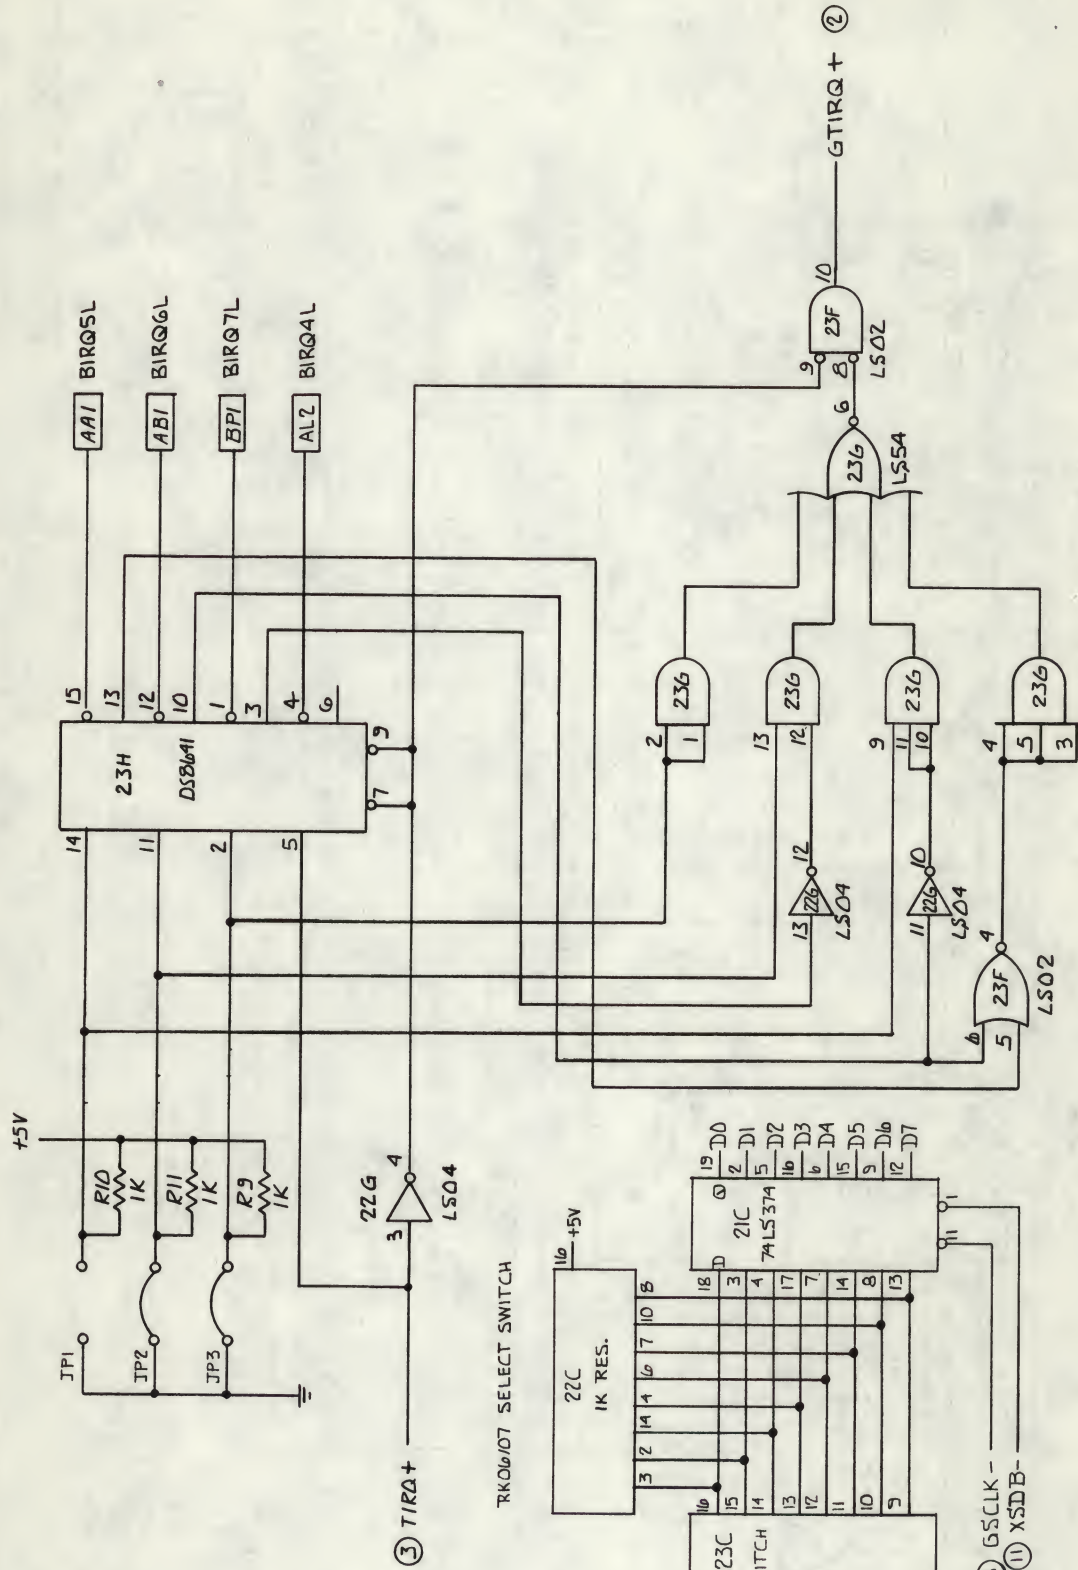 +5V
R10
1K
R11
1K
R9
1K
JP1
JP2
JP3
14
11
2
5
23H
DS8641
7
9
15
13
12
10
1
3
4
6
AA1 BIRQ5L
AB1 BIRQ6L
BP1 BIRQ7L
AL2 BIRQ4L
3 TIRQ+
3
22G
4
LS04
2
1
23G
13
12
23G
9
11
10
23G
4
5
3
23G
13
22G
12
LS04
11
22G
10
LS04
6
5
23F
4
LS02
23G
6
LS54
9
8
23F
10
LS02
GTIRQ+ 2
RK06/07 SELECT SWITCH
22C
1K RES.
16 +5V
3
2
14
4
6
7
10
8
23C
ITCH
16
15
14
13
12
11
10
9
18
3
4
17
7
14
8
13
D
Q
21C
74LS374
19 D0
2 D1
5 D2
16 D3
6 D4
15 D5
9 D6
12 D7
11
1
GSCLK-
11 XSDB-